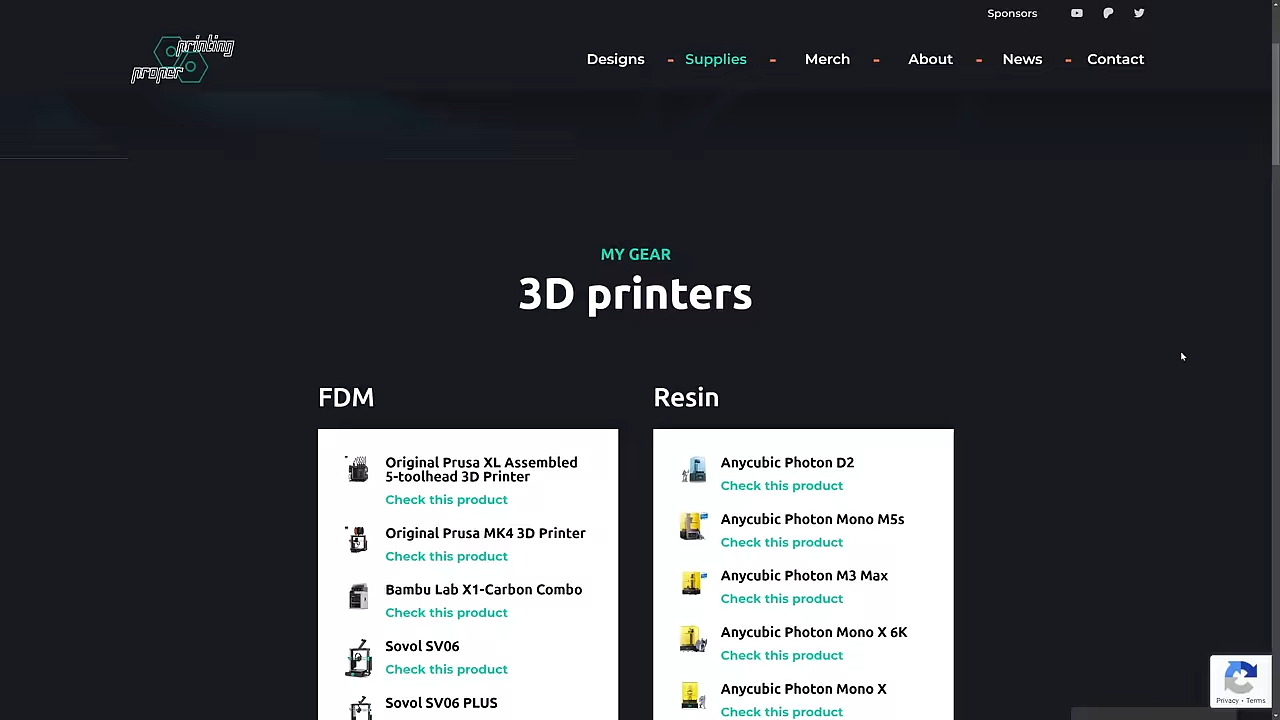 Sponsors
printing
proper
Designs - Supplies - Merch - About - News - Contact
MY GEAR
3D printers
FDM
Original Prusa XL Assembled
5-toolhead 3D Printer
Check this product
Original Prusa MK4 3D Printer
Check this product
Bambu Lab X1-Carbon Combo
Check this product
Sovol SV06
Check this product
Sovol SV06 PLUS
Resin
Anycubic Photon D2
Check this product
Anycubic Photon Mono M5s
Check this product
Anycubic Photon M3 Max
Check this product
Anycubic Photon Mono X 6K
Check this product
Anycubic Photon Mono X
Check this product
Privacy • Terms